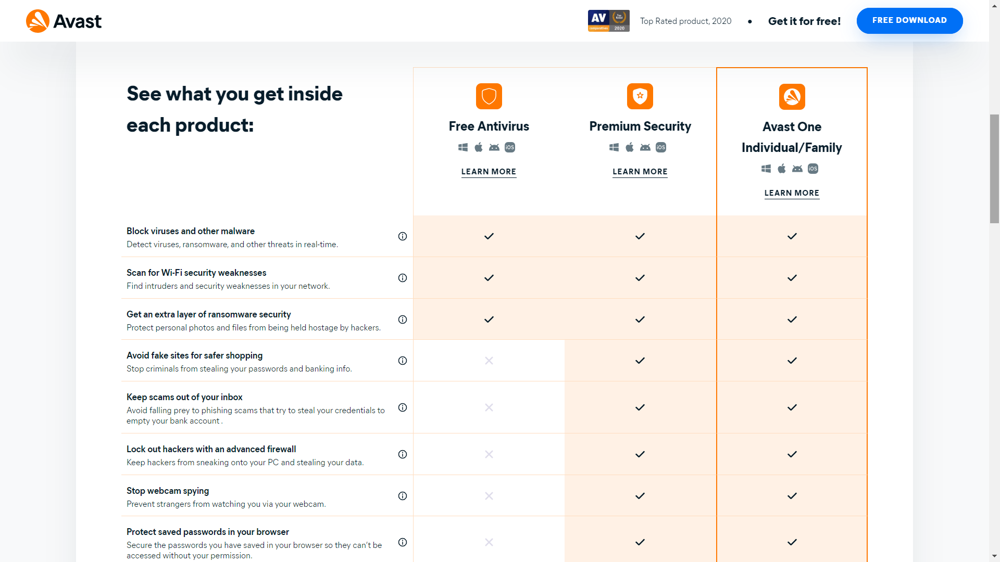 Avast
AV
comparatives
Top Rated
2020
Top Rated product, 2020
•
Get it for free!
FREE DOWNLOAD
See what you get inside
each product:
Free Antivirus
iOS
LEARN MORE
Premium Security
iOS
LEARN MORE
Avast One
Individual/Family
iOS
LEARN MORE
Block viruses and other malware
Detect viruses, ransomware, and other threats in real-time.
Scan for Wi-Fi security weaknesses
Find intruders and security weaknesses in your network.
Get an extra layer of ransomware security
Protect personal photos and files from being held hostage by hackers.
Avoid fake sites for safer shopping
Stop criminals from stealing your passwords and banking info.
Keep scams out of your inbox
Avoid falling prey to phishing scams that try to steal your credentials to
empty your bank account .
Lock out hackers with an advanced firewall
Keep hackers from sneaking onto your PC and stealing your data.
Stop webcam spying
Prevent strangers from watching you via your webcam.
Protect saved passwords in your browser
Secure the passwords you have saved in your browser so they can’t be
accessed without your permission.